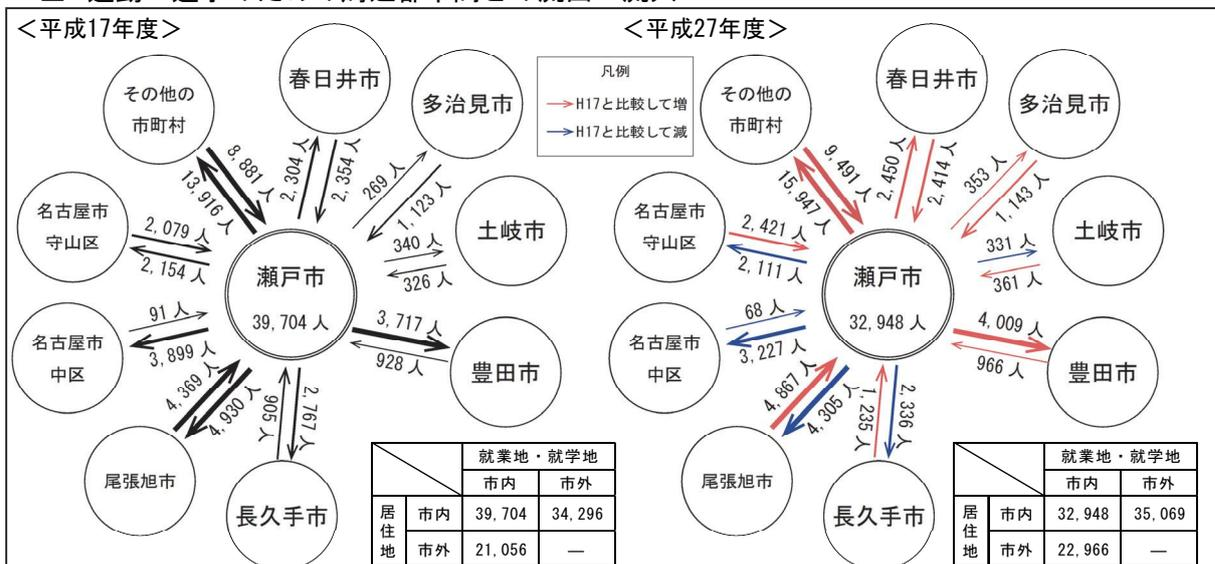 <平成17年度>
春日井市
多治見市
その他の
市町村
8,881 人
13,916 人
2,304 人
2,354 人
269 人
1,123 人
名古屋市
守山区
2,079 人
2,154 人
340 人
326 人
土岐市
瀬戸市
39,704 人
名古屋市
中区
91 人
3,899 人
3,717 人
928 人
豊田市
4,369 人
4,930 人
905 人
2,767 人
尾張旭市
長久手市
就業地・就学地
市内 市外
居住地
市内 39,704 34,296
市外 21,056 ―
<平成27年度>
凡例
H17と比較して増
H17と比較して減
春日井市
多治見市
その他の
市町村
9,491 人
15,947 人
2,450 人
2,414 人
353 人
1,143 人
名古屋市
守山区
2,421 人
2,111 人
331 人
361 人
土岐市
瀬戸市
32,948 人
名古屋市
中区
68 人
3,227 人
4,009 人
966 人
豊田市
4,867 人
4,305 人
1,235 人
2,336 人
尾張旭市
長久手市
就業地・就学地
市内 市外
居住地
市内 32,948 35,069
市外 22,966 ―